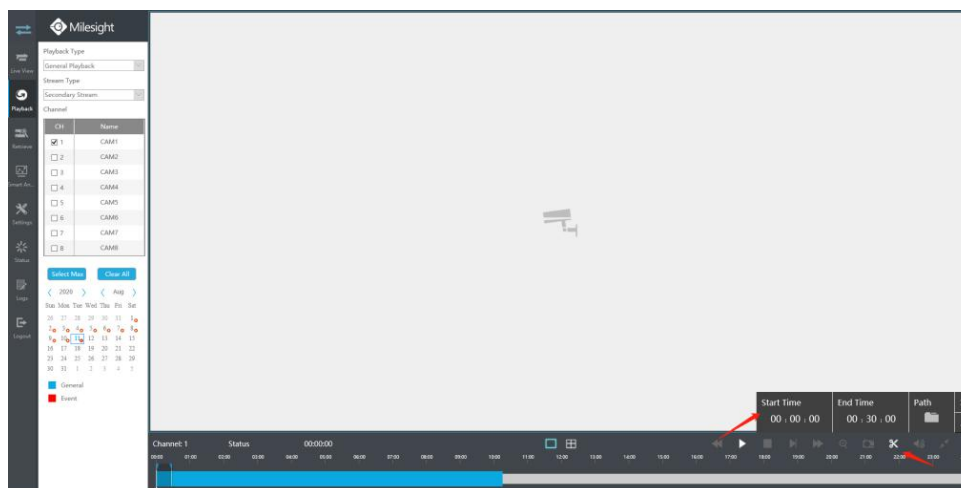 Milesight
Live View
Playback
Retrieve
Smart An...
Settings
Status
Logs
Logout
Playback Type
General Playback
Stream Type
Secondary Stream
Channel
CH Name
1 CAM1
2 CAM2
3 CAM3
4 CAM4
5 CAM5
6 CAM6
7 CAM7
8 CAM8
Select Max Clear All
2020 Aug
Sun Mon Tue Wed Thu Fri Sat
26 27 28 29 30 31 1
2 3 4 5 6 7 8
9 10 11 12 13 14 15
16 17 18 19 20 21 22
23 24 25 26 27 28 29
30 31 1 2 3 4 5
General
Event
Start Time End Time Path
00 : 00 : 00 00 : 30 : 00
Channel: 1 Status 00:00:00
00:00 01:00 02:00 03:00 04:00 05:00 06:00 07:00 08:00 09:00 10:00 11:00 12:00 13:00 14:00 15:00 16:00 17:00 18:00 19:00 20:00 21:00 22:00 23:00